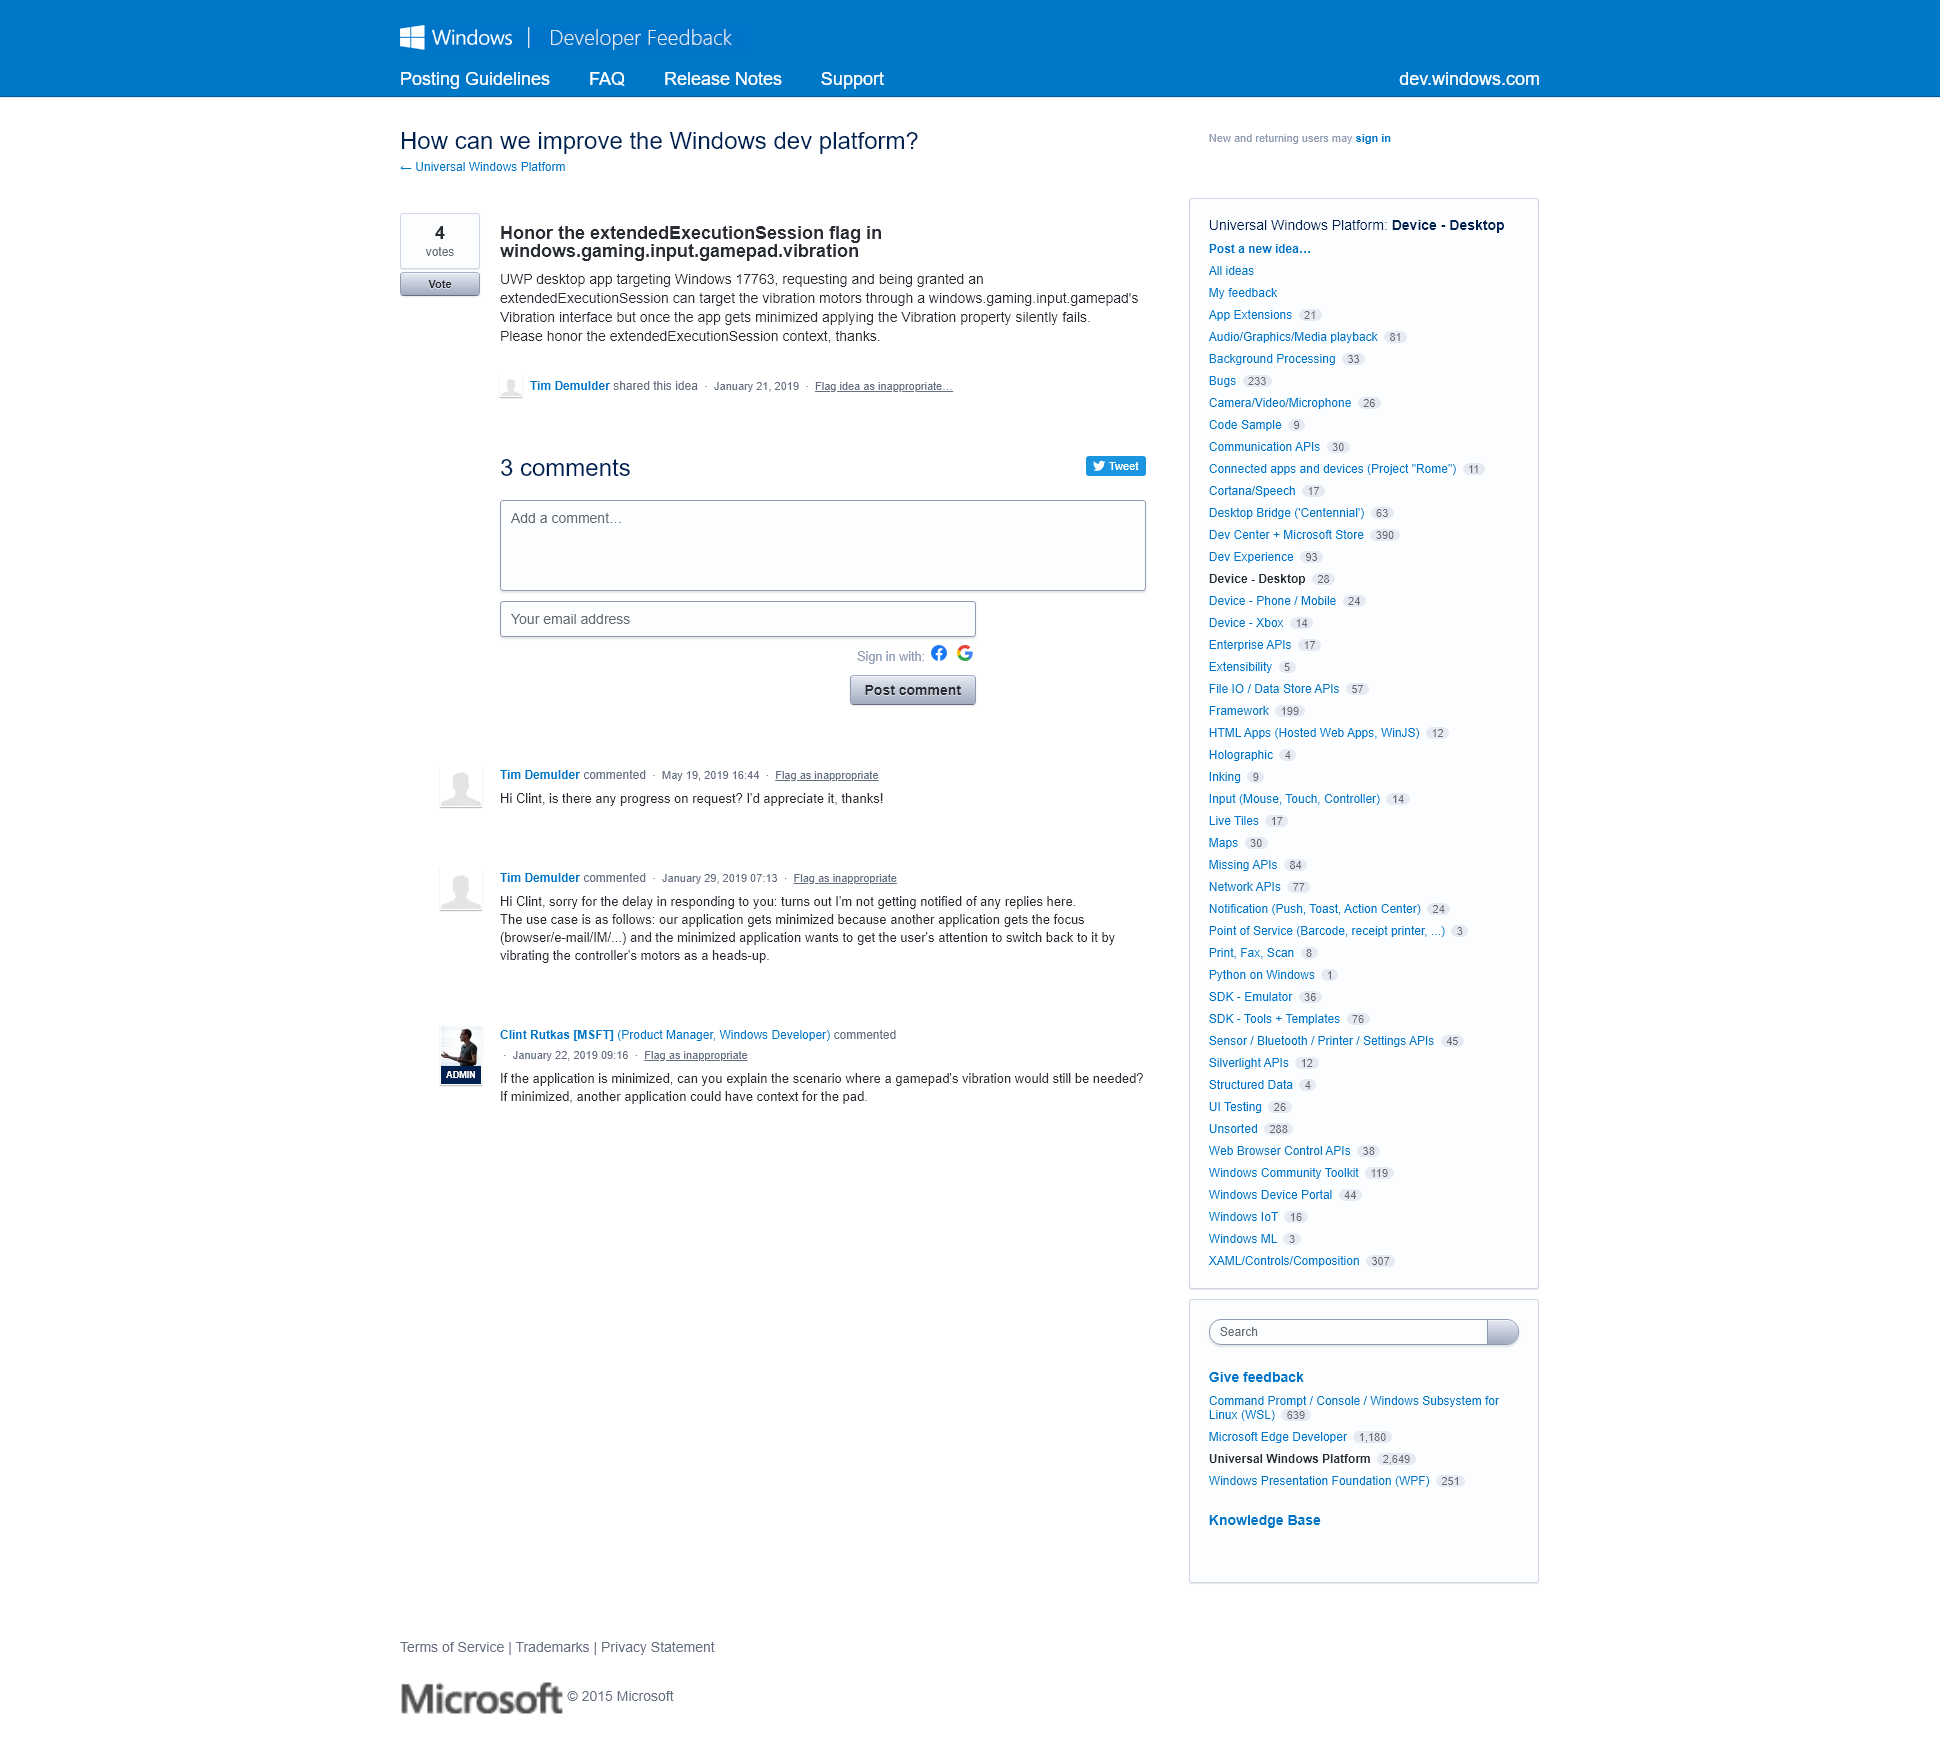 Windows | Developer Feedback
Posting Guidelines FAQ Release Notes Support dev.windows.com
How can we improve the Windows dev platform?
← Universal Windows Platform
New and returning users may sign in
4
votes
Vote
Honor the extendedExecutionSession flag in
windows.gaming.input.gamepad.vibration
UWP desktop app targeting Windows 17763, requesting and being granted an
extendedExecutionSession can target the vibration motors through a windows.gaming.input.gamepad's
Vibration interface but once the app gets minimized applying the Vibration property silently fails.
Please honor the extendedExecutionSession context, thanks.
Tim Demulder shared this idea · January 21, 2019 · Flag idea as inappropriate…
3 comments
Tweet
Add a comment…
Your email address
Sign in with:
Post comment
Tim Demulder commented · May 19, 2019 16:44 · Flag as inappropriate
Hi Clint, is there any progress on request? I'd appreciate it, thanks!
Tim Demulder commented · January 29, 2019 07:13 · Flag as inappropriate
Hi Clint, sorry for the delay in responding to you: turns out I'm not getting notified of any replies here.
The use case is as follows: our application gets minimized because another application gets the focus
(browser/e-mail/IM/...) and the minimized application wants to get the user's attention to switch back to it by
vibrating the controller's motors as a heads-up.
ADMIN
Clint Rutkas [MSFT] (Product Manager, Windows Developer) commented
· January 22, 2019 09:16 · Flag as inappropriate
If the application is minimized, can you explain the scenario where a gamepad's vibration would still be needed?
If minimized, another application could have context for the pad.
Universal Windows Platform: Device - Desktop
Post a new idea…
All ideas
My feedback
App Extensions 21
Audio/Graphics/Media playback 81
Background Processing 33
Bugs 233
Camera/Video/Microphone 26
Code Sample 9
Communication APIs 30
Connected apps and devices (Project "Rome") 11
Cortana/Speech 17
Desktop Bridge ('Centennial') 63
Dev Center + Microsoft Store 390
Dev Experience 93
Device - Desktop 28
Device - Phone / Mobile 24
Device - Xbox 14
Enterprise APIs 17
Extensibility 5
File IO / Data Store APIs 57
Framework 199
HTML Apps (Hosted Web Apps, WinJS) 12
Holographic 4
Inking 9
Input (Mouse, Touch, Controller) 14
Live Tiles 17
Maps 30
Missing APIs 84
Network APIs 77
Notification (Push, Toast, Action Center) 24
Point of Service (Barcode, receipt printer, ...) 3
Print, Fax, Scan 8
Python on Windows 1
SDK - Emulator 36
SDK - Tools + Templates 76
Sensor / Bluetooth / Printer / Settings APIs 45
Silverlight APIs 12
Structured Data 4
UI Testing 26
Unsorted 288
Web Browser Control APIs 38
Windows Community Toolkit 119
Windows Device Portal 44
Windows IoT 16
Windows ML 3
XAML/Controls/Composition 307
Search
Give feedback
Command Prompt / Console / Windows Subsystem for
Linux (WSL) 639
Microsoft Edge Developer 1,180
Universal Windows Platform 2,649
Windows Presentation Foundation (WPF) 251
Knowledge Base
Terms of Service | Trademarks | Privacy Statement
Microsoft © 2015 Microsoft